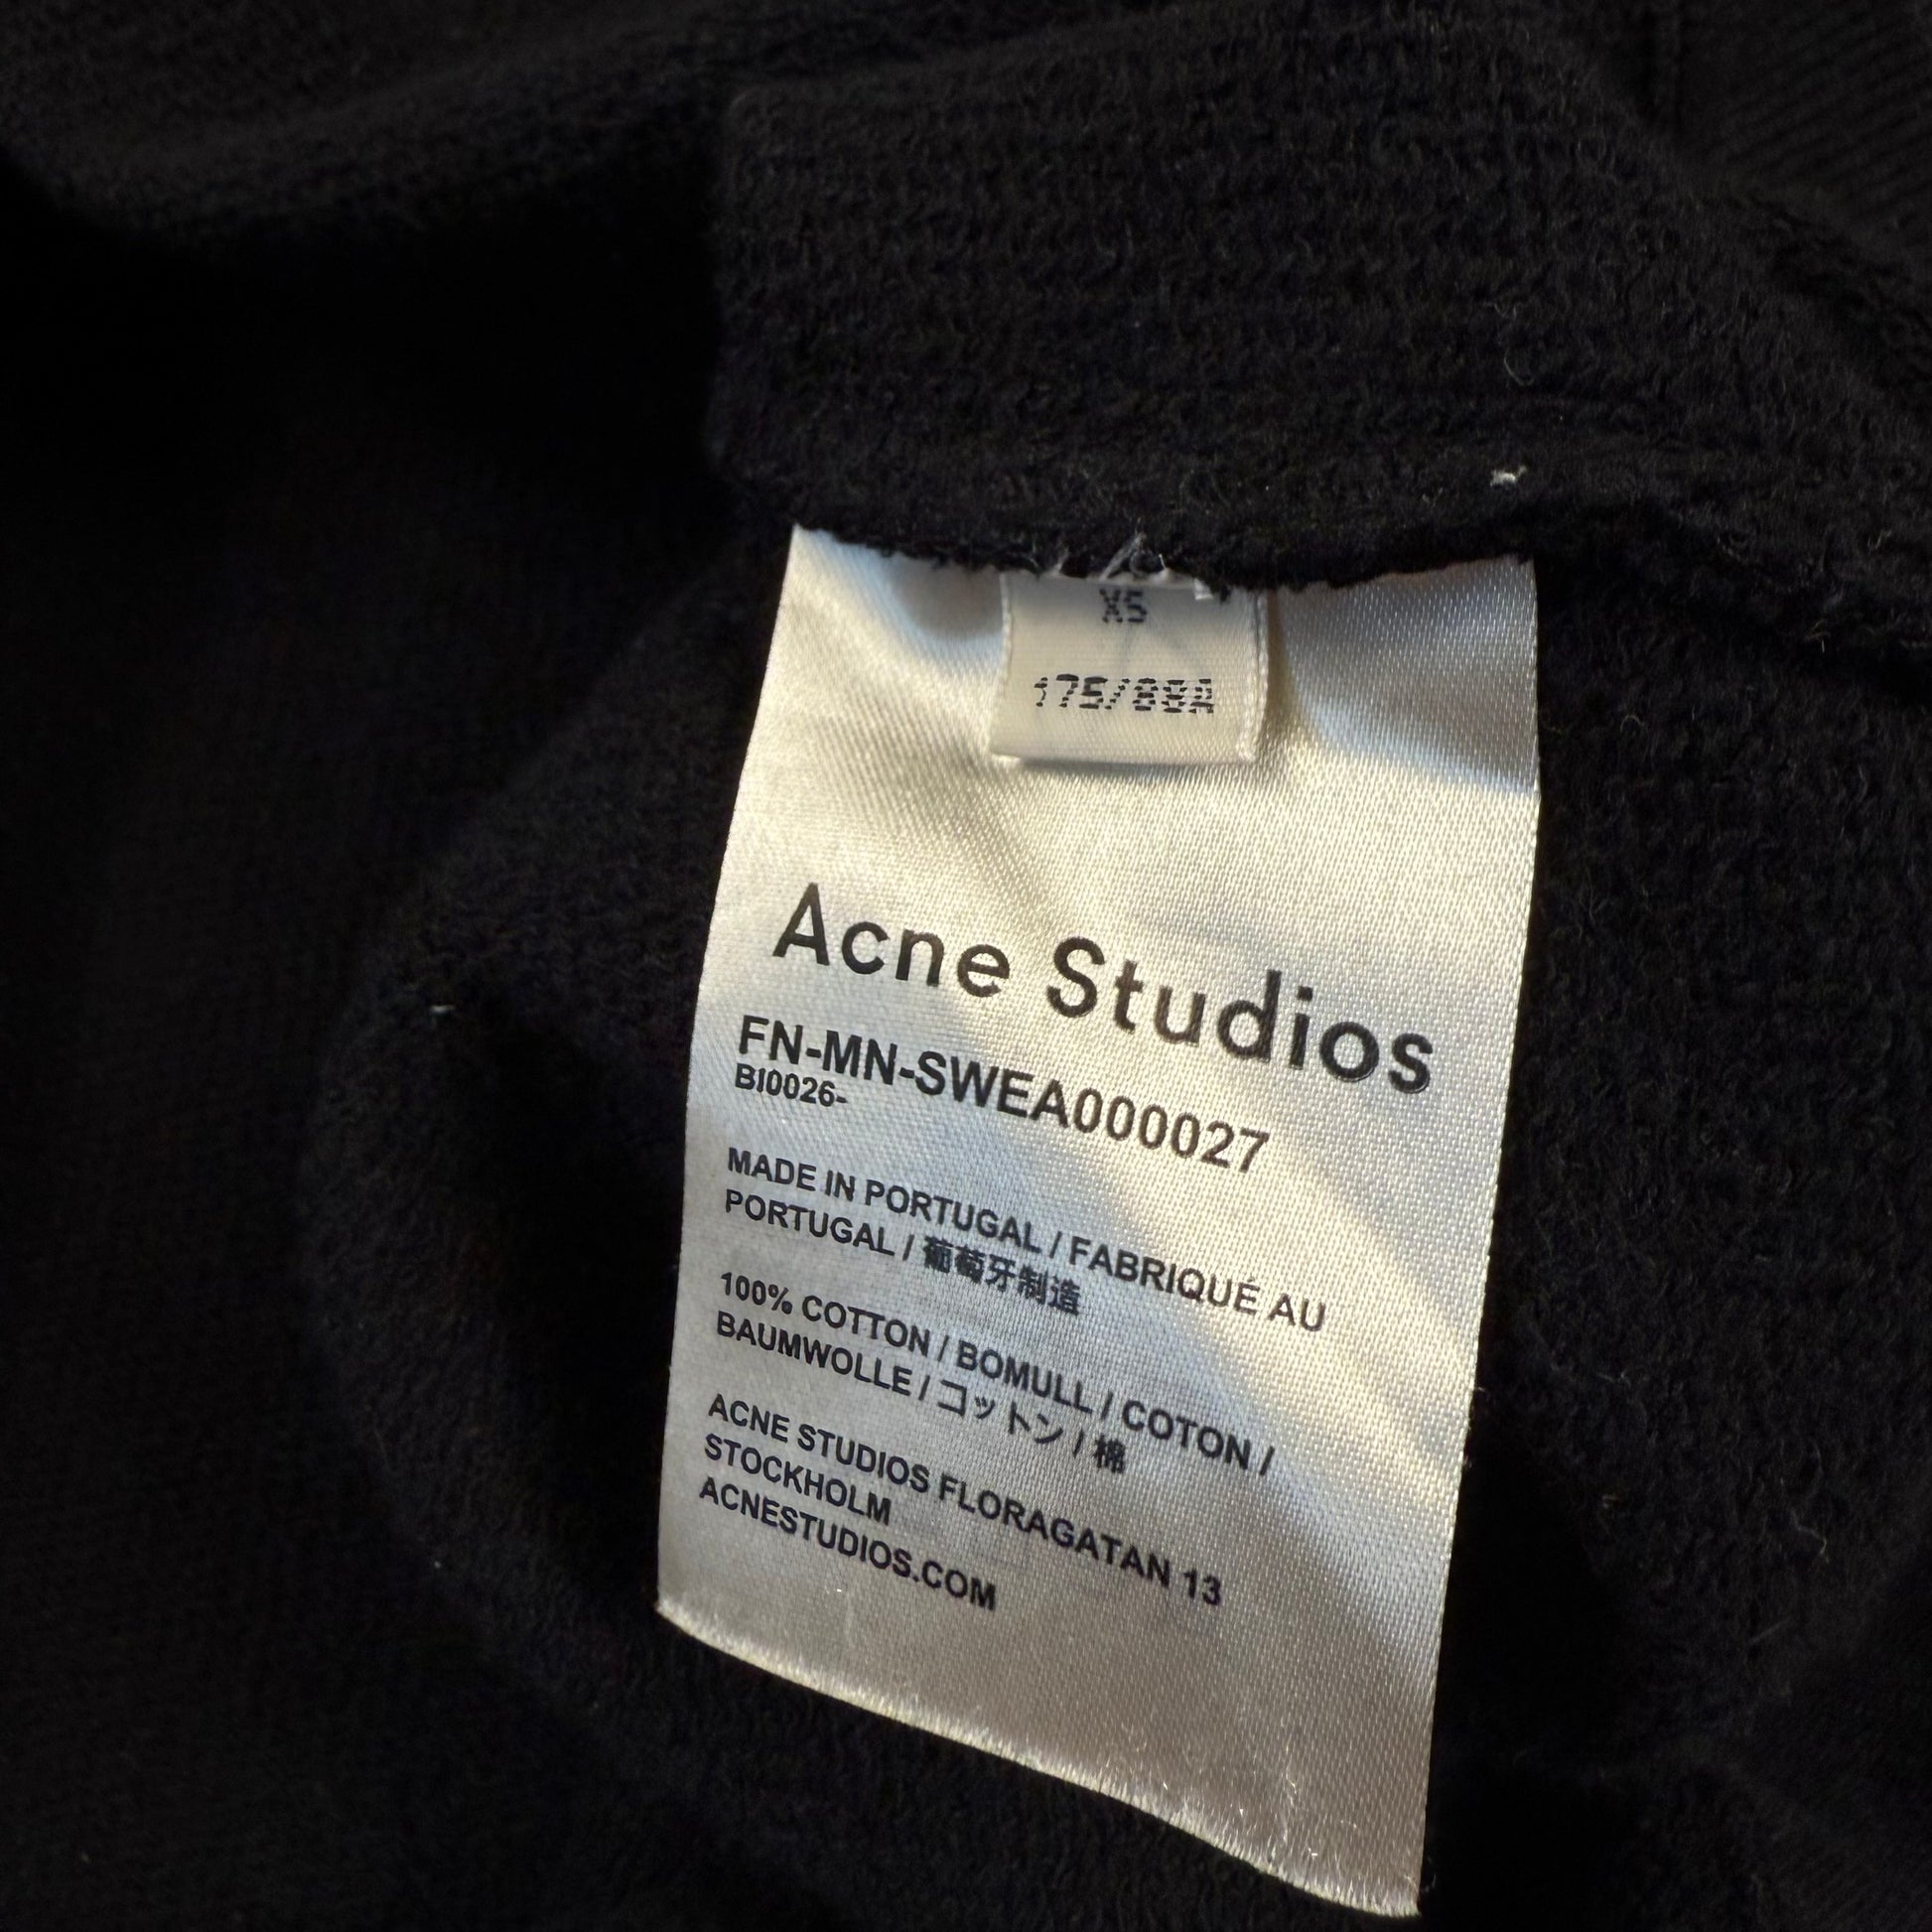 XS
175/88A
Acne Studios
FN-MN-SWEA000027
BI0026-
MADE IN PORTUGAL / FABRIQUÉ AU
PORTUGAL / 葡萄牙制造
100% COTTON / BOMULL / COTON /
BAUMWOLLE / コットン / 棉
ACNE STUDIOS FLORAGATAN 13
STOCKHOLM
ACNESTUDIOS.COM